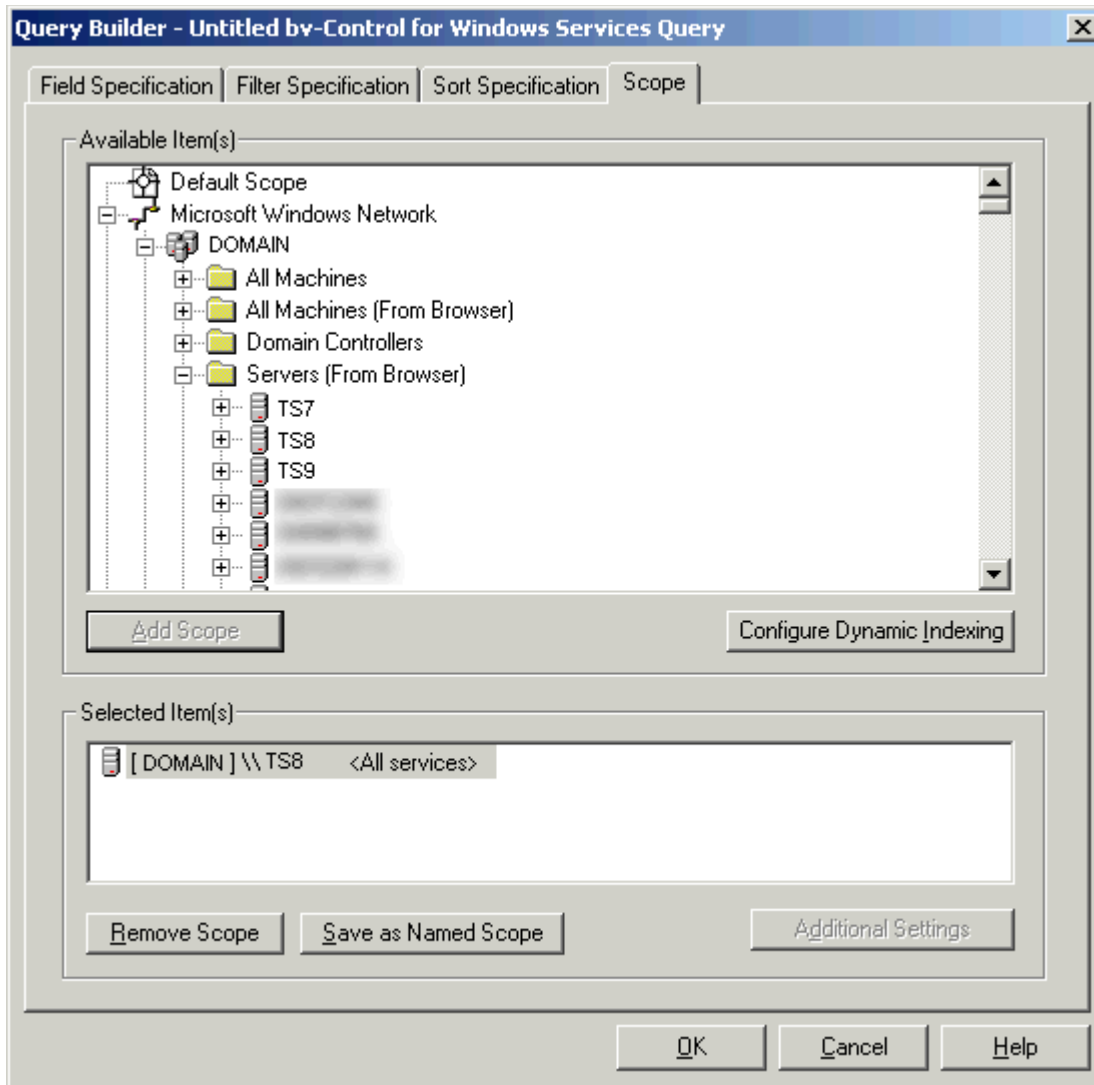 Query Builder - Untitled bv-Control for Windows Services Query
Field Specification Filter Specification Sort Specification Scope
Available Item(s)
Default Scope
Microsoft Windows Network
DOMAIN
All Machines
All Machines (From Browser)
Domain Controllers
Servers (From Browser)
TS7
TS8
TS9
Add Scope Configure Dynamic Indexing
Selected Item(s)
[ DOMAIN ] \\ TS8 <All services>
Remove Scope Save as Named Scope Additional Settings
OK Cancel Help